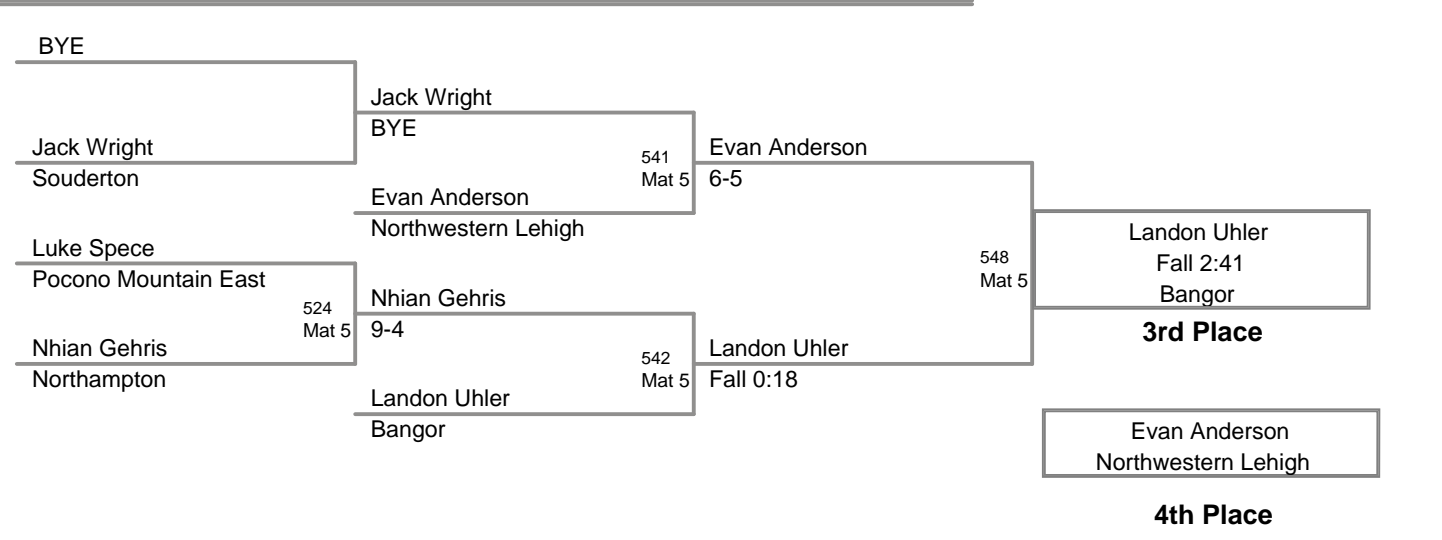 BYE
Jack Wright
BYE
Jack Wright
Souderton
541
Mat 5
Evan Anderson
6-5
Evan Anderson
Northwestern Lehigh
Luke Spece
Pocono Mountain East
524
Mat 5
Nhian Gehris
9-4
Nhian Gehris
Northampton
542
Mat 5
Landon Uhler
Fall 0:18
Landon Uhler
Bangor
548
Mat 5
Landon Uhler
Fall 2:41
Bangor
3rd Place
Evan Anderson
Northwestern Lehigh
4th Place